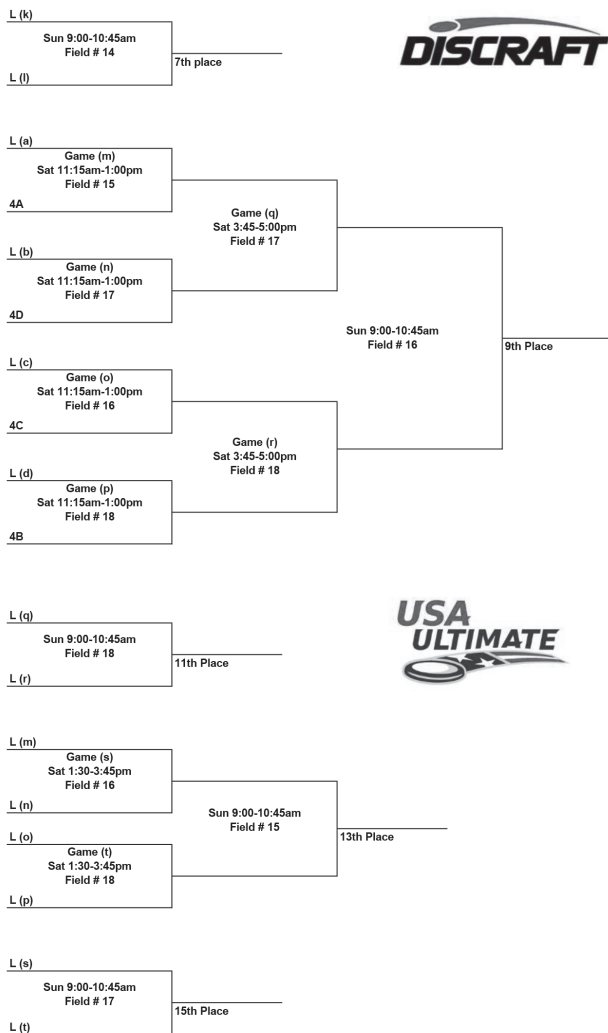 L (k)
Sun 9:00-10:45am
Field # 14
7th place
L (l)
DISCRAFT
L (a)
Game (m)
Sat 11:15am-1:00pm
Field # 15
4A
Game (q)
Sat 3:45-5:00pm
Field # 17
L (b)
Game (n)
Sat 11:15am-1:00pm
Field # 17
4D
Sun 9:00-10:45am
Field # 16
9th Place
L (c)
Game (o)
Sat 11:15am-1:00pm
Field # 16
4C
Game (r)
Sat 3:45-5:00pm
Field # 18
L (d)
Game (p)
Sat 11:15am-1:00pm
Field # 18
4B
L (q)
Sun 9:00-10:45am
Field # 18
11th Place
L (r)
USA
ULTIMATE
L (m)
Game (s)
Sat 1:30-3:45pm
Field # 16
L (n)
Sun 9:00-10:45am
Field # 15
13th Place
L (o)
Game (t)
Sat 1:30-3:45pm
Field # 18
L (p)
L (s)
Sun 9:00-10:45am
Field # 17
15th Place
L (t)